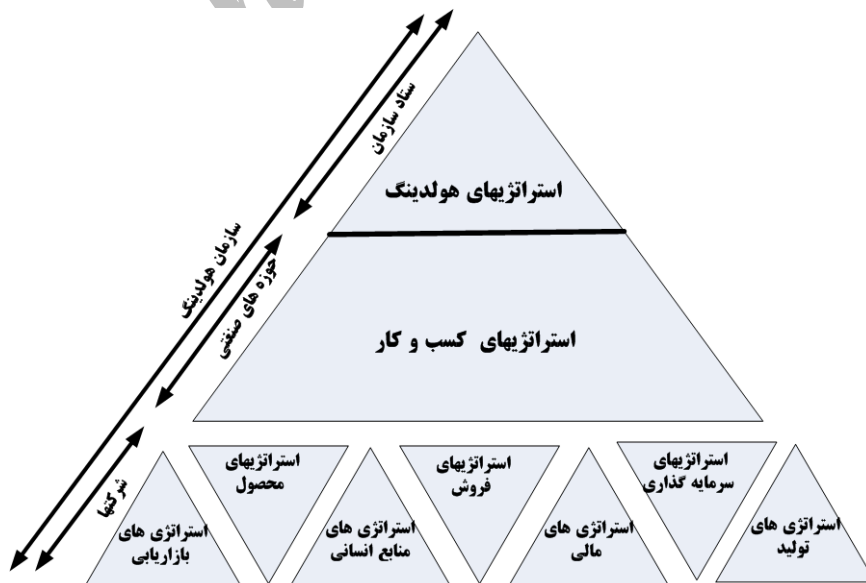 ستاد سازمان
سازمان هولدینگ
استراتژیهای هولدینگ
حوزه های صنعتی
استراتژیهای کسب و کار
شرکتها
استراتژیهای
سرمایه گذاری
استراتژیهای
فروش
استراتژیهای
محصول
استراتژی های
تولید
استراتژی های
مالی
استراتژی های
منابع انسانی
استراتژی های
بازاریابی